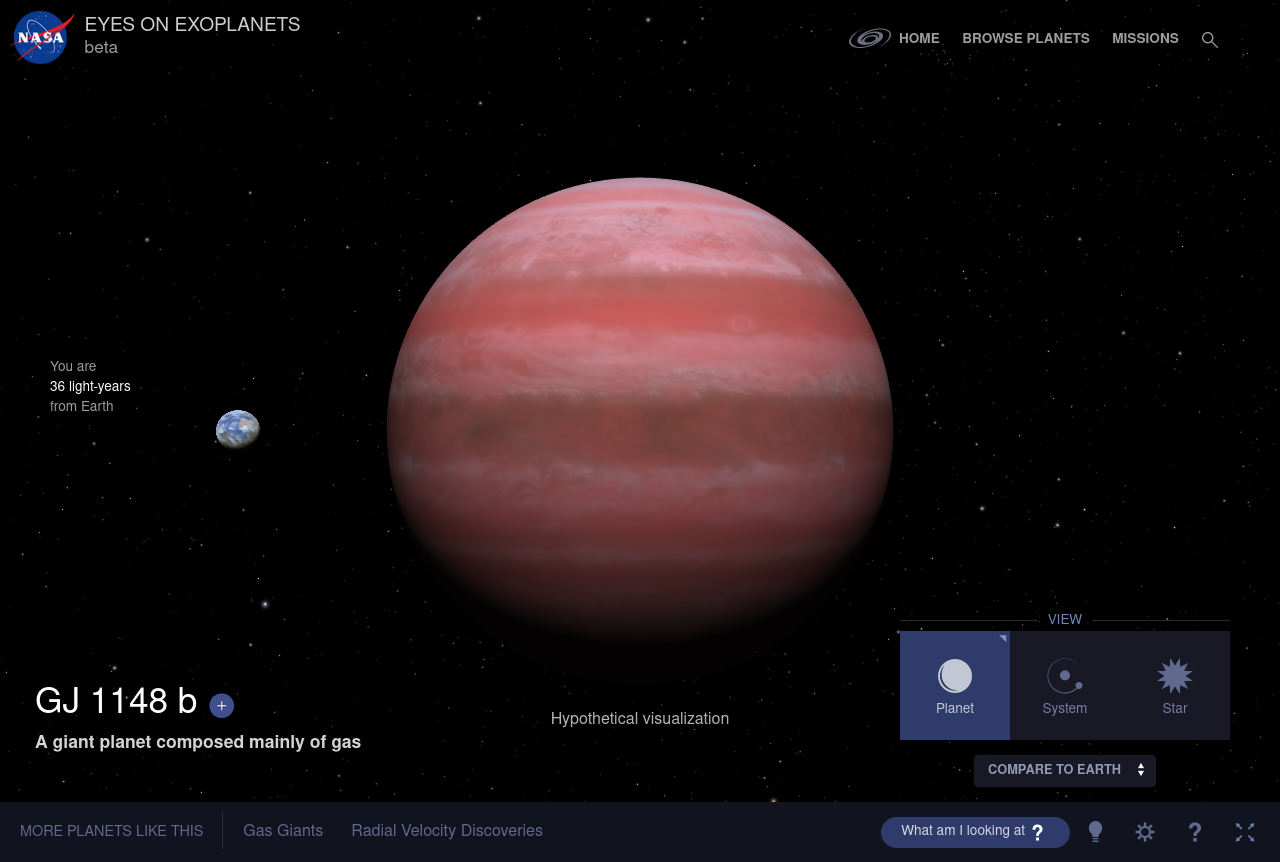 NASA
EYES ON EXOPLANETS
beta
HOME
BROWSE PLANETS
MISSIONS
You are
36 light-years
from Earth
GJ 1148 b +
A giant planet composed mainly of gas
Hypothetical visualization
VIEW
Planet
System
Star
COMPARE TO EARTH
MORE PLANETS LIKE THIS
Gas Giants
Radial Velocity Discoveries
What am I looking at ?
?